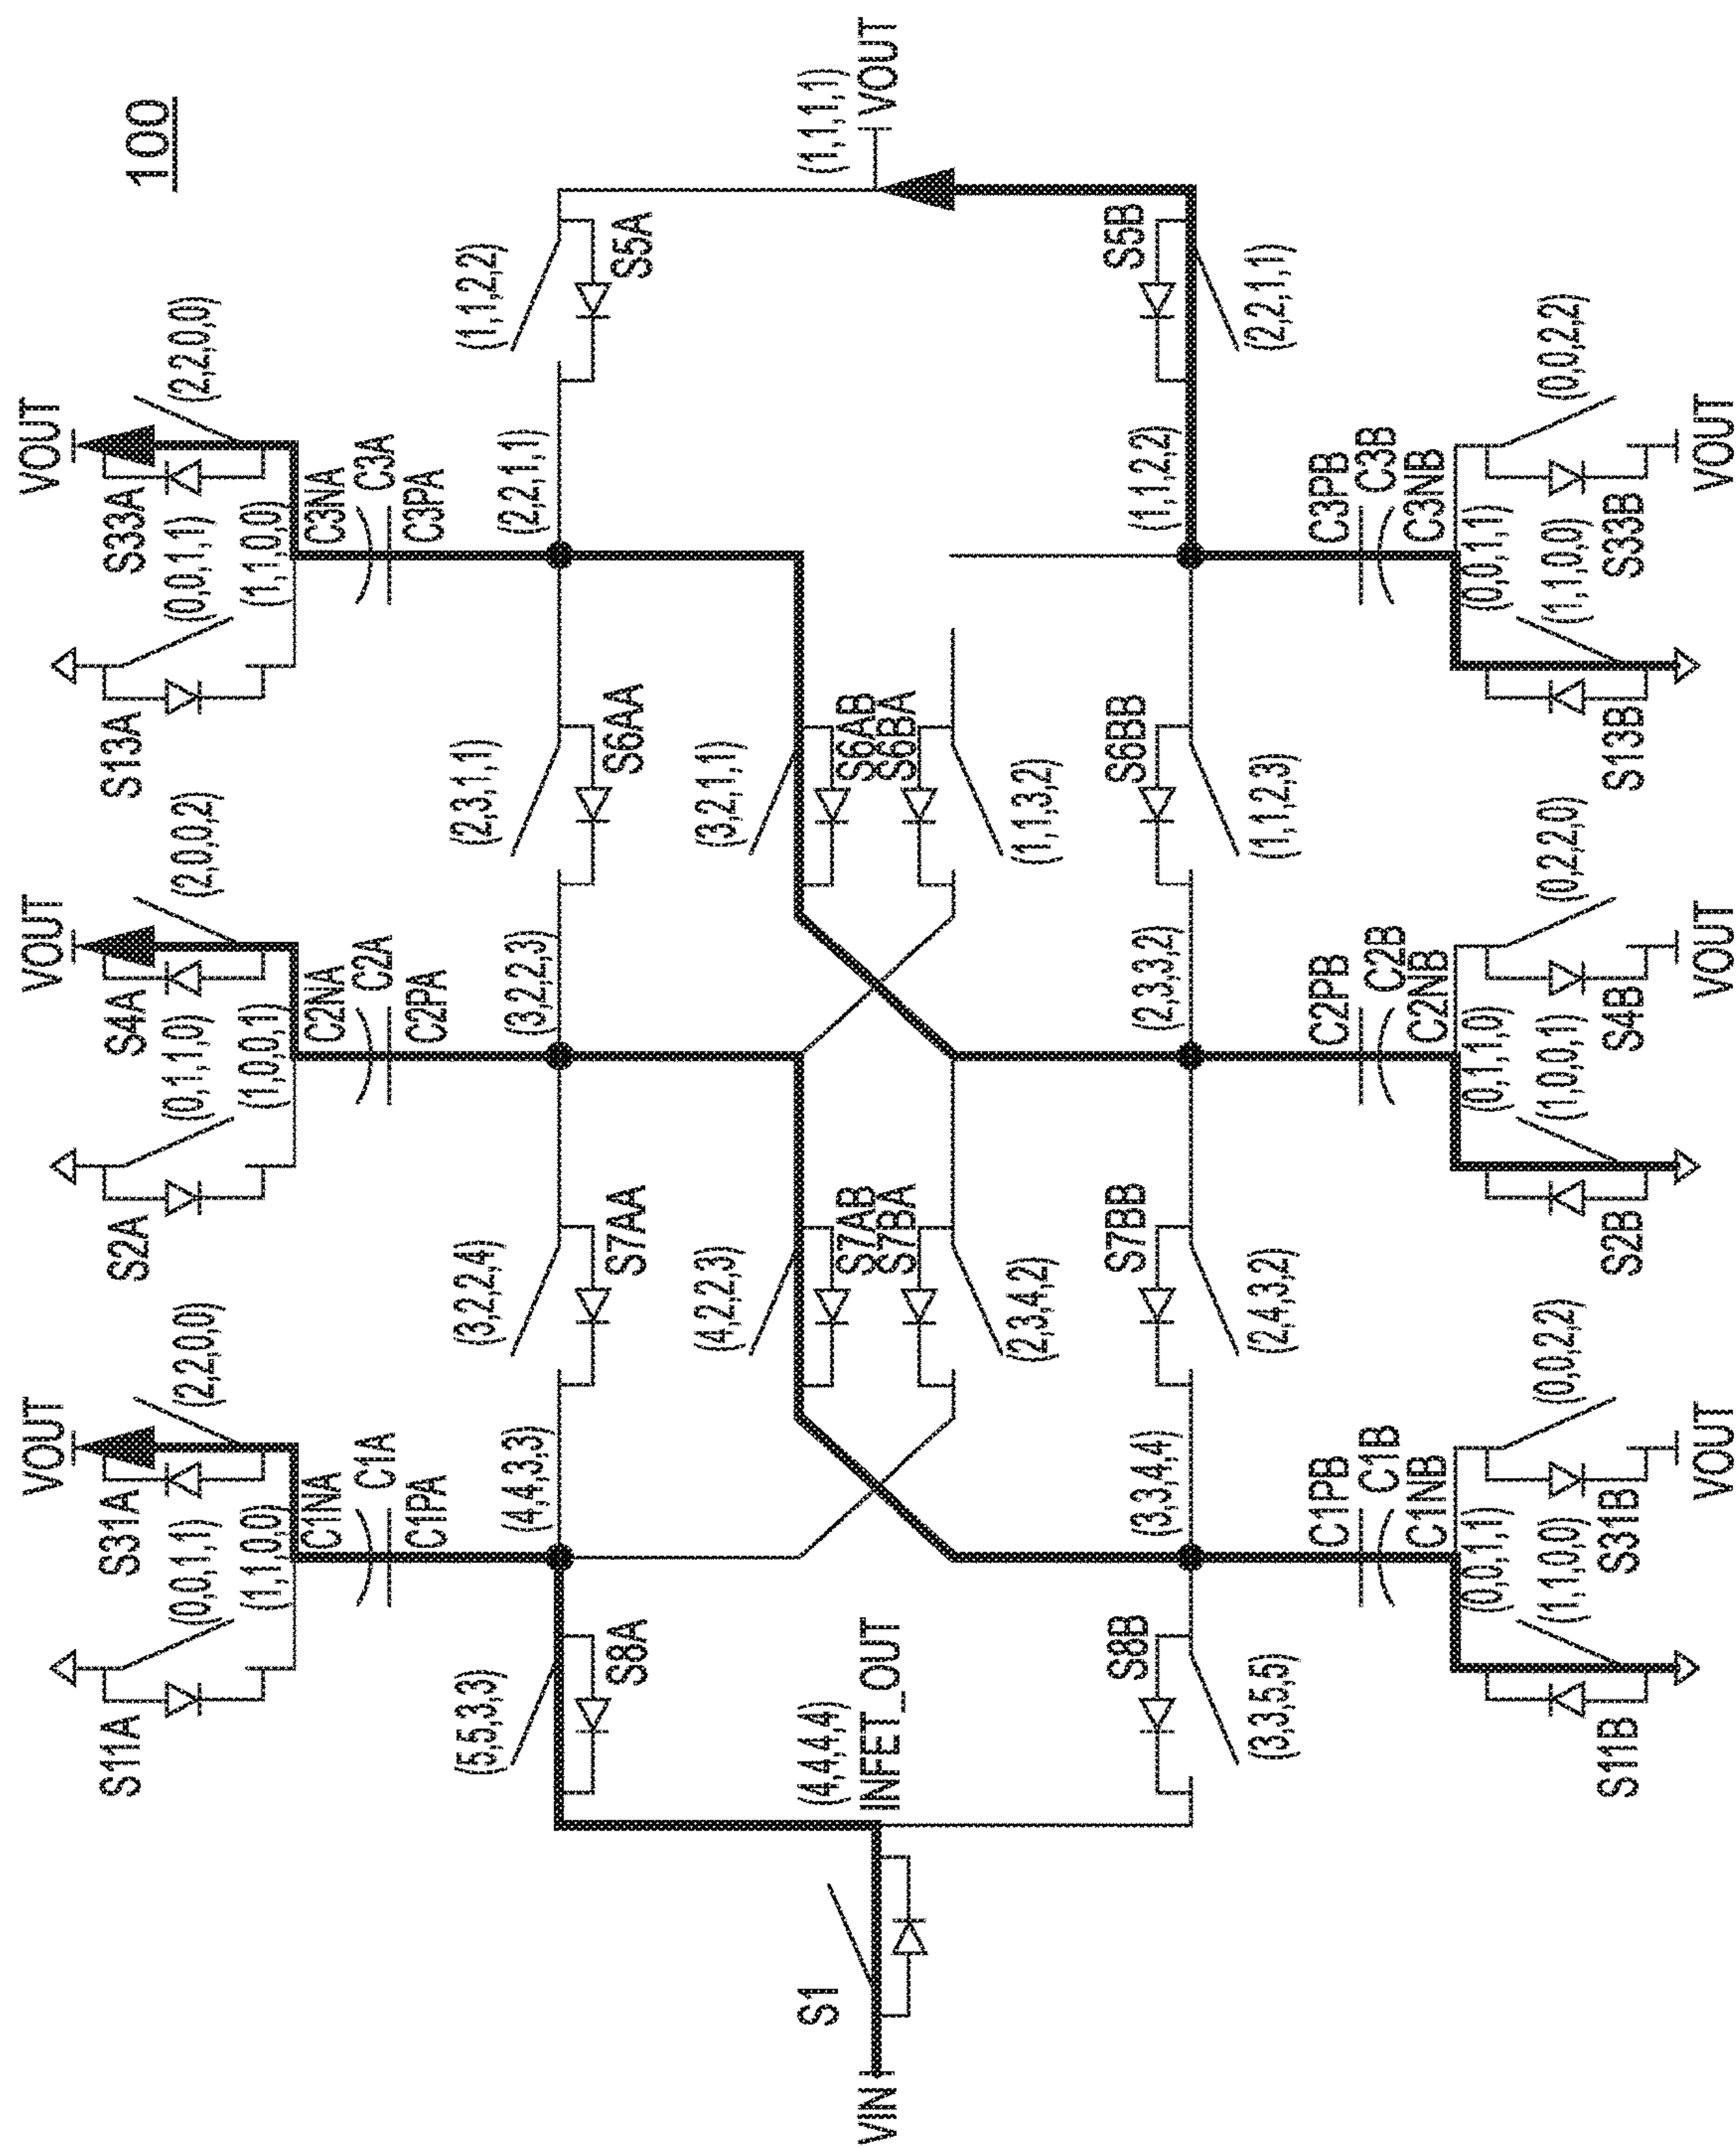 VOUT
VOUT
VOUT
100
S11A
S31A
S2A
S4A
S13A
S33A
(0,0,1,1)
(2,2,0,0)
(0,1,1,0)
(2,0,0,2)
(0,0,1,1)
(2,2,0,0)
(1,1,0,0)
(1,0,0,1)
(1,1,0,0)
C1NA
C2NA
C3NA
C1A
C2A
C3A
C1PA
C2PA
C3PA
(5,5,3,3)
(3,2,2,4)
(2,3,1,1)
(1,1,2,2)
(4,4,3,3)
(3,2,2,3)
(2,2,1,1)
S8A
S7AA
S6AA
S5A
(4,2,2,3)
(3,2,1,1)
S1
(4,4,4,4)
(1,1,1,1)
S7AB
S6AB
VIN
INFET_OUT
S7BA
S6BA
VOUT
(2,3,4,2)
(1,1,3,2)
S8B
S7BB
S6BB
S5B
(3,3,4,4)
(2,3,3,2)
(1,1,2,2)
(3,3,5,5)
(2,4,3,2)
(1,1,2,3)
(2,2,1,1)
C1PB
C2PB
C3PB
C1B
C2B
C3B
C1NB
C2NB
C3NB
(0,0,1,1)
(0,1,1,0)
(0,0,1,1)
(1,1,0,0)
(0,0,2,2)
(1,0,0,1)
(0,2,2,0)
(1,1,0,0)
(0,0,2,2)
S11B
S31B
S2B
S4B
S13B
S33B
VOUT
VOUT
VOUT